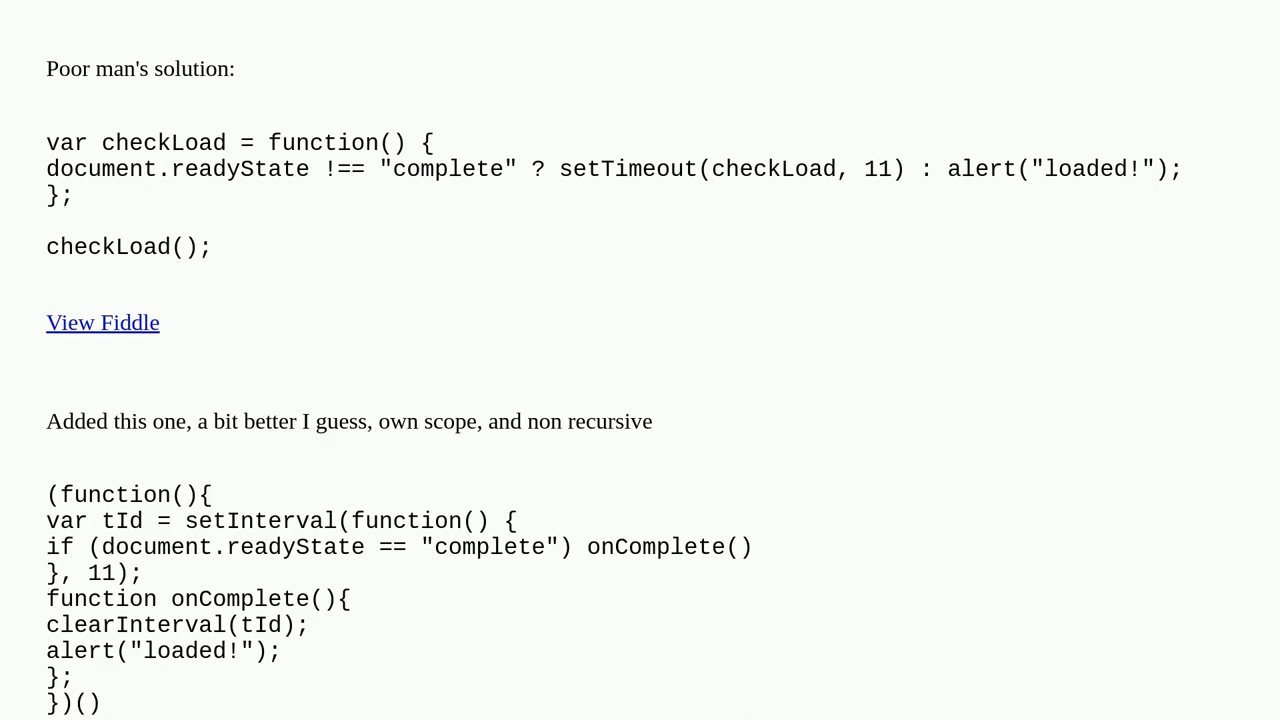 Poor man's solution:
var checkLoad = function() {
document.readyState !== "complete" ? setTimeout(checkLoad, 11) : alert("loaded!");
};
checkLoad();
View Fiddle
Added this one, a bit better I guess, own scope, and non recursive
(function(){
var tId = setInterval(function() {
if (document.readyState == "complete") onComplete()
}, 11);
function onComplete(){
clearInterval(tId);
alert("loaded!");
};
})()